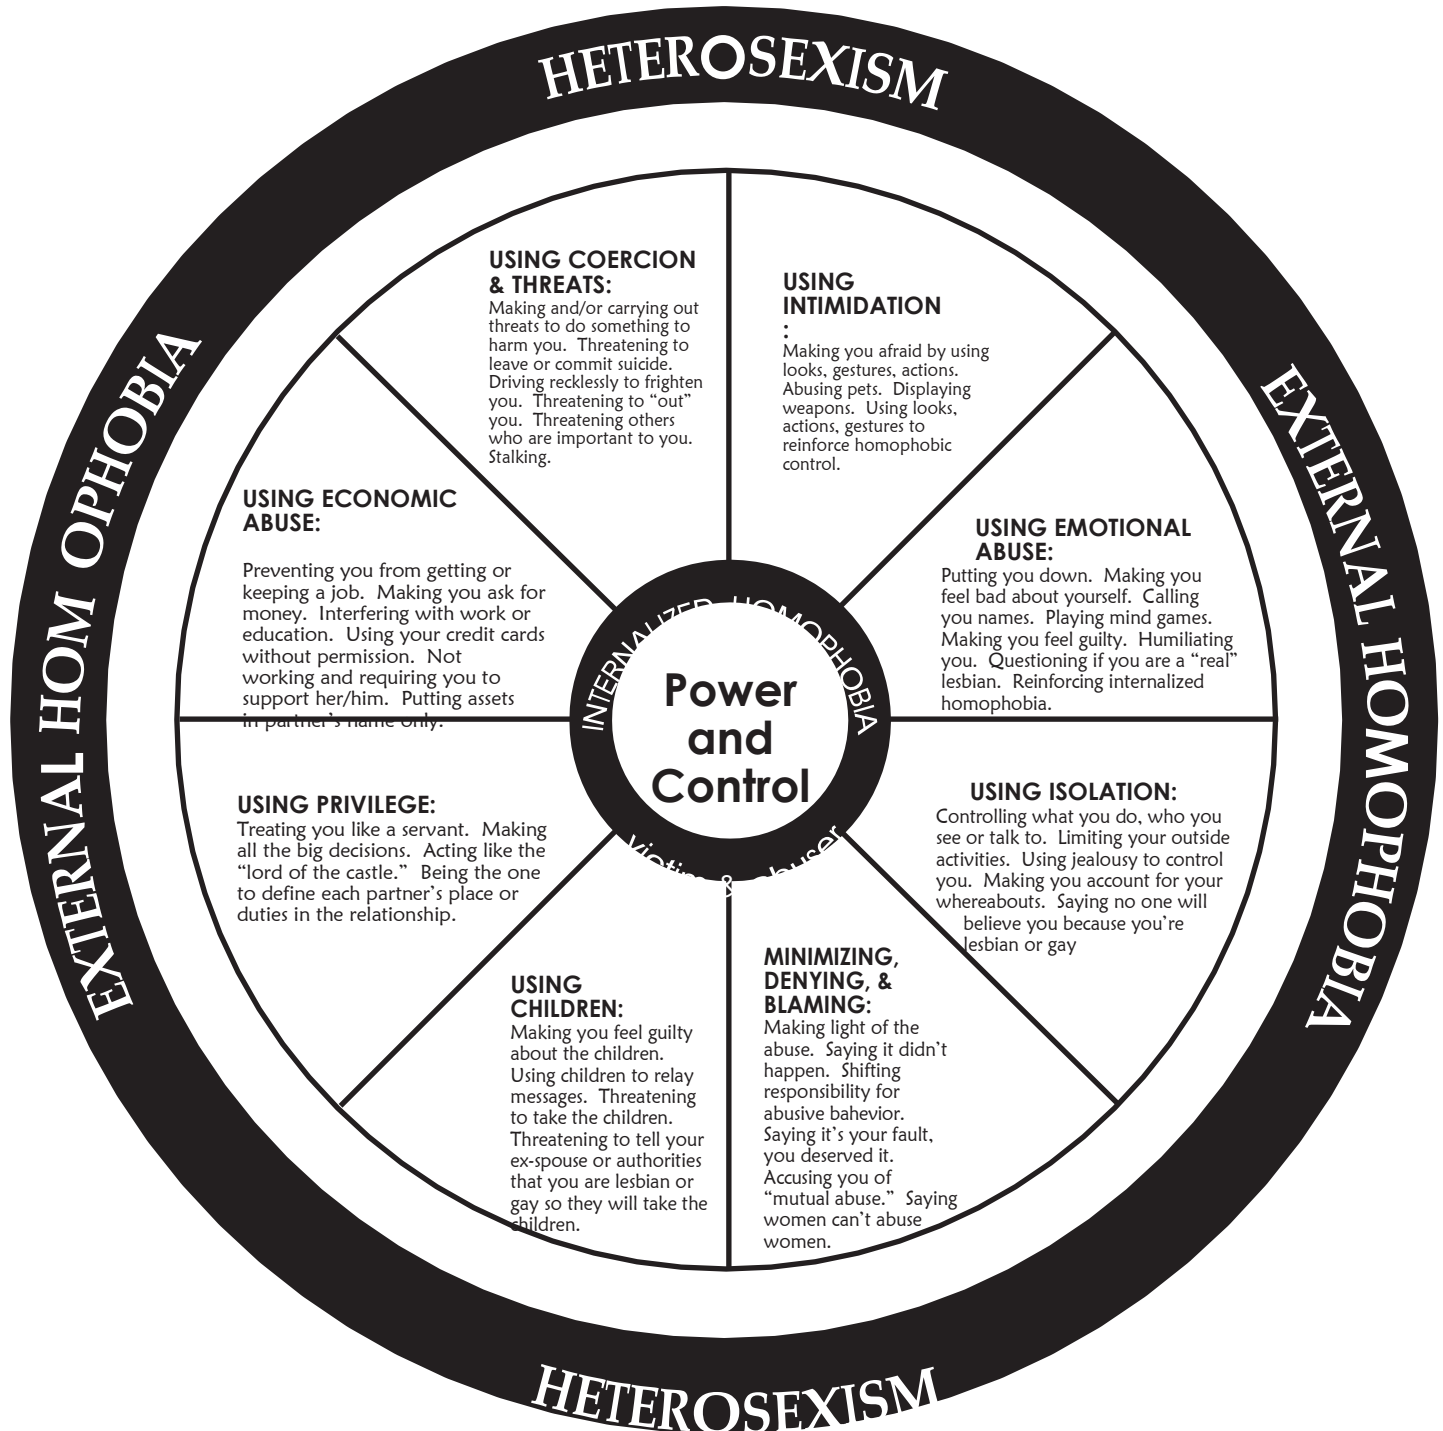 HETEROSEXISM
EXTERNAL HOM OPHOBIA
EXTERNAL HOMOPHOBIA
USING COERCION
& THREATS:
Making and/or carrying out
threats to do something to
harm you. Threatening to
leave or commit suicide.
Driving recklessly to frighten
you. Threatening to “out”
you. Threatening others
who are important to you.
Stalking.
USING
INTIMIDATION
:
Making you afraid by using
looks, gestures, actions.
Abusing pets. Displaying
weapons. Using looks,
actions, gestures to
reinforce homophobic
control.
USING ECONOMIC
ABUSE:
Preventing you from getting or
keeping a job. Making you ask for
money. Interfering with work or
education. Using your credit cards
without permission. Not
working and requiring you to
support her/him. Putting assets
in partner’s name only.
USING EMOTIONAL
ABUSE:
Putting you down. Making you
feel bad about yourself. Calling
you names. Playing mind games.
Making you feel guilty. Humiliating
you. Questioning if you are a “real”
lesbian. Reinforcing internalized
homophobia.
INTERNALIZED HOMOPHOBIA
Power
and
Control
victim & abuser
USING PRIVILEGE:
Treating you like a servant. Making
all the big decisions. Acting like the
“lord of the castle.” Being the one
to define each partner’s place or
duties in the relationship.
USING ISOLATION:
Controlling what you do, who you
see or talk to. Limiting your outside
activities. Using jealousy to control
you. Making you account for your
whereabouts. Saying no one will
believe you because you’re
lesbian or gay
USING
CHILDREN:
Making you feel guilty
about the children.
Using children to relay
messages. Threatening
to take the children.
Threatening to tell your
ex-spouse or authorities
that you are lesbian or
gay so they will take the
children.
MINIMIZING,
DENYING, &
BLAMING:
Making light of the
abuse. Saying it didn’t
happen. Shifting
responsibility for
abusive bahevior.
Saying it’s your fault,
you deserved it.
Accusing you of
“mutual abuse.” Saying
women can’t abuse
women.
HETEROSEXISM